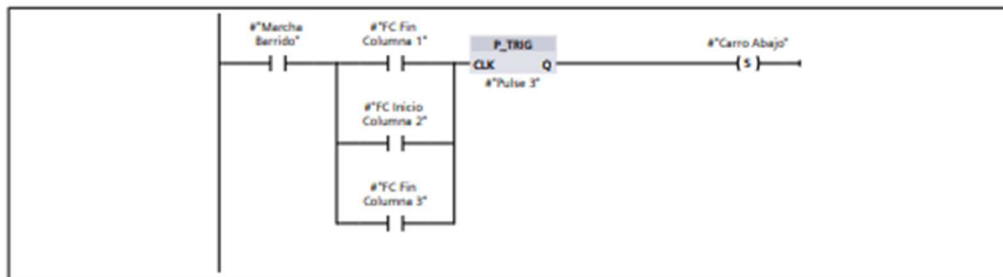 #"Marcha
Barrido"
#"FC Fin
Columna 1"
P_TRIG
CLK Q
#"Pulse 3"
#"Carro Abajo"
S
#"FC Inicio
Columna 2"
#"FC Fin
Columna 3"